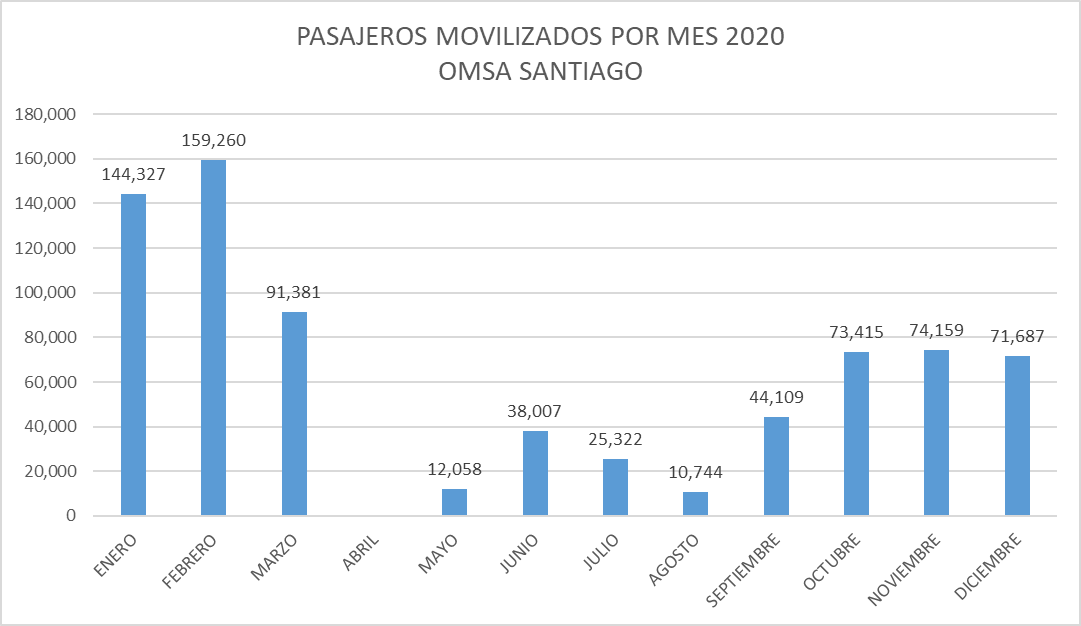 PASAJEROS MOVILIZADOS POR MES 2020
OMSA SANTIAGO
180,000
160,000
140,000
120,000
100,000
80,000
60,000
40,000
20,000
0
144,327
159,260
91,381
12,058
38,007
25,322
10,744
44,109
73,415
74,159
71,687
ENERO
FEBRERO
MARZO
ABRIL
MAYO
JUNIO
JULIO
AGOSTO
SEPTIEMBRE
OCTUBRE
NOVIEMBRE
DICIEMBRE